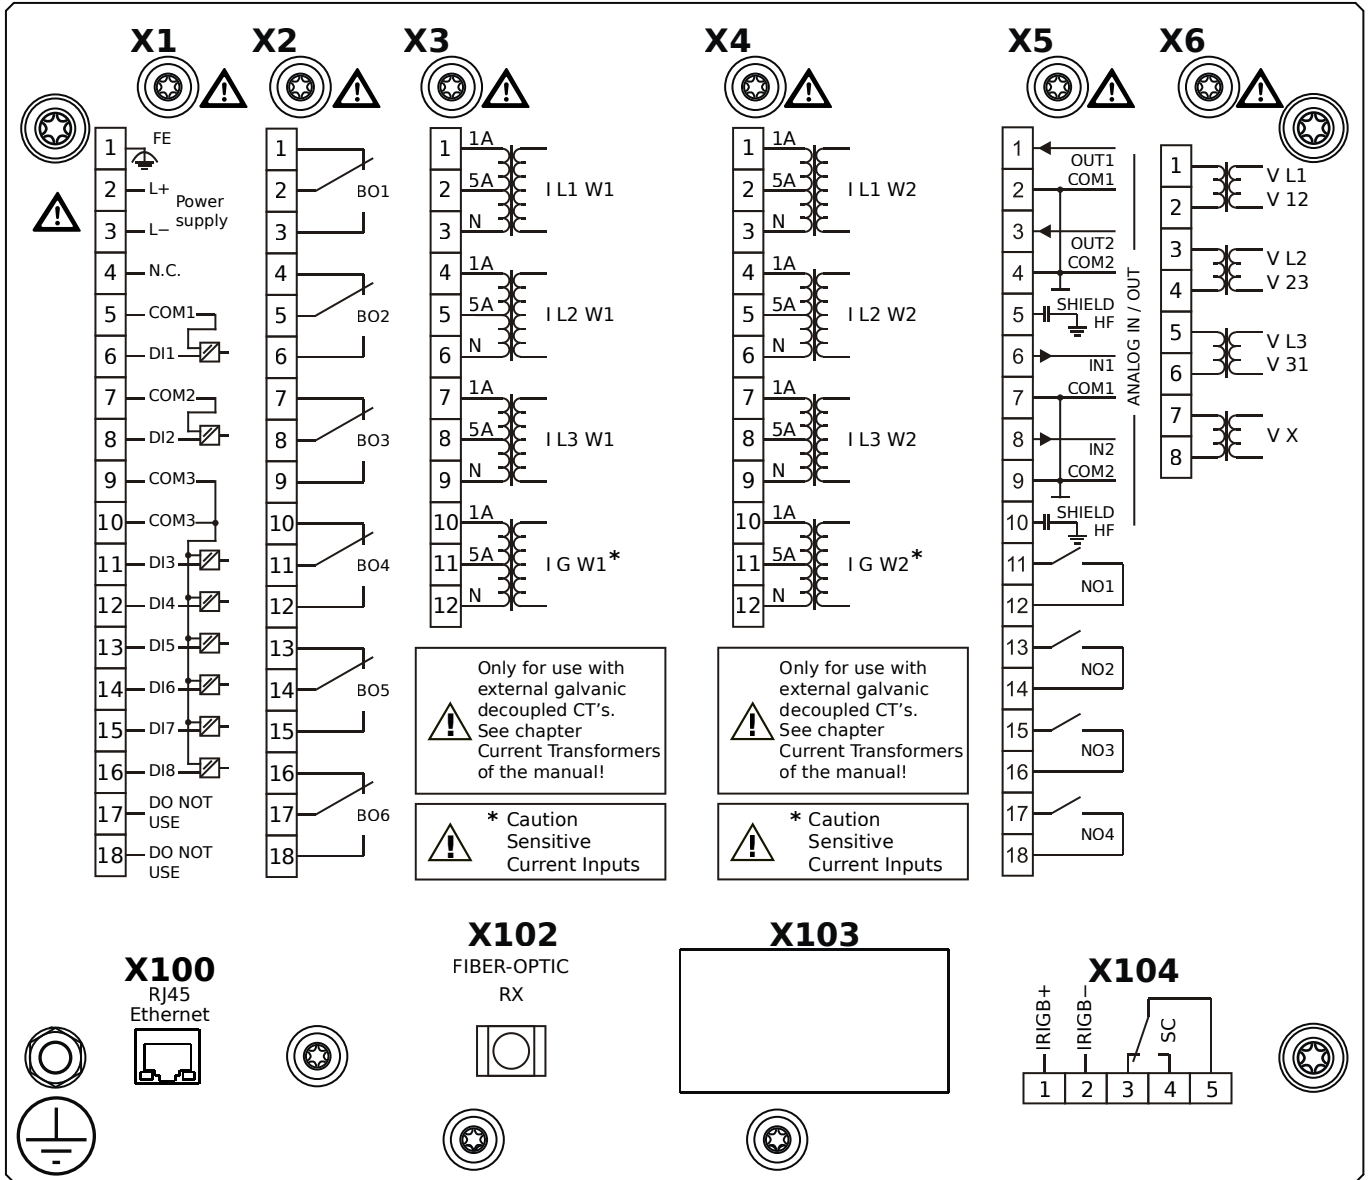 X1
X2
X3
X4
X5
X6
1
FE
2
L+
Power
supply
3
L−
4
N.C.
5
COM1
6
DI1
7
COM2
8
DI2
9
COM3
10
COM3
11
DI3
12
DI4
13
DI5
14
DI6
15
DI7
16
DI8
17
DO NOT
USE
18
DO NOT
USE
1
2
BO1
3
4
5
BO2
6
7
8
BO3
9
10
11
BO4
12
13
14
BO5
15
16
17
BO6
18
1
1A
2
5A
I L1 W1
3
N
4
1A
5
5A
I L2 W1
6
N
7
1A
8
5A
I L3 W1
9
N
10
1A
11
5A
I G W1*
12
N
Only for use with
external galvanic
decoupled CT's.
See chapter
Current Transformers
of the manual!
* Caution
Sensitive
Current Inputs
1
1A
2
5A
I L1 W2
3
N
4
1A
5
5A
I L2 W2
6
N
7
1A
8
5A
I L3 W2
9
N
10
1A
11
5A
I G W2*
12
N
Only for use with
external galvanic
decoupled CT's.
See chapter
Current Transformers
of the manual!
* Caution
Sensitive
Current Inputs
1
OUT1
2
COM1
3
OUT2
4
COM2
5
SHIELD
HF
6
IN1
7
COM1
8
IN2
9
COM2
10
SHIELD
HF
ANALOG IN / OUT
11
NO1
12
13
NO2
14
15
NO3
16
17
NO4
18
1
V L1
2
V 12
3
V L2
4
V 23
5
V L3
6
V 31
7
V X
8
X100
RJ45
Ethernet
X102
FIBER-OPTIC
RX
X103
X104
IRIGB+
IRIGB−
SC
1
2
3
4
5